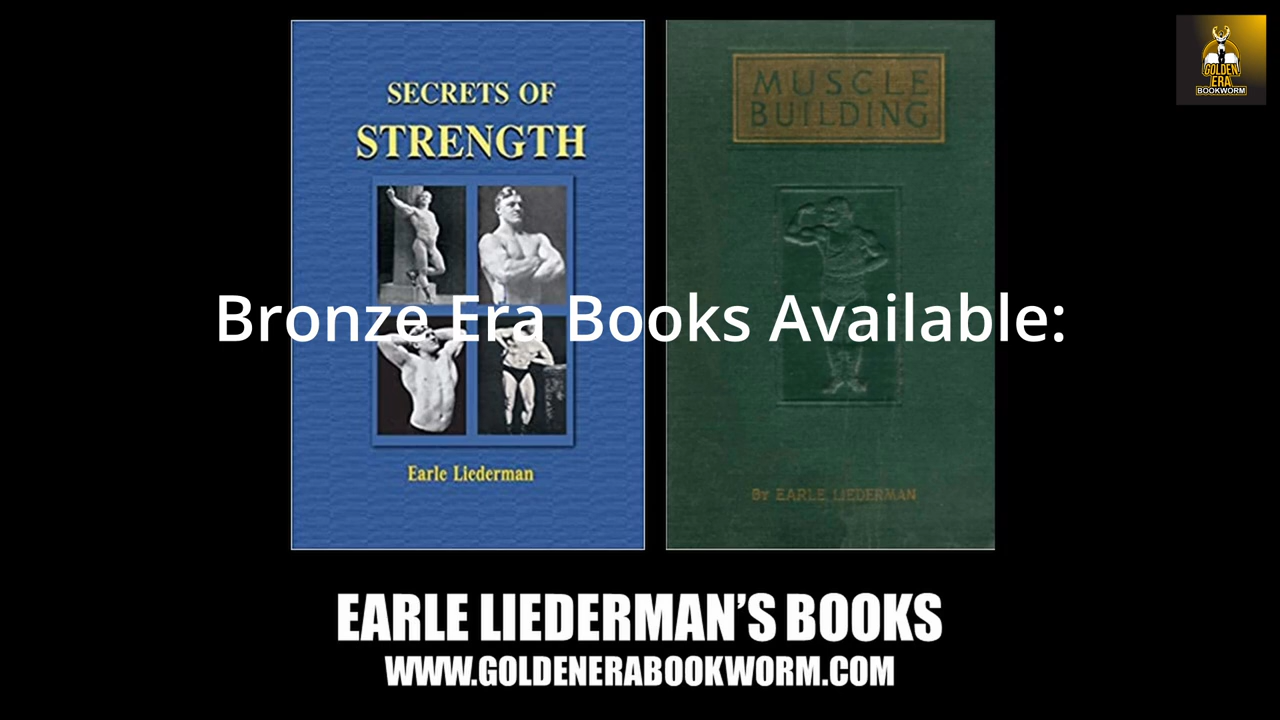 SECRETS OF
STRENGTH
Earle Liederman
MUSCLE
BUILDING
BY EARLE LIEDERMAN
GOLDEN
ERA
BOOKWORM
Bronze Era Books Available:
EARLE LIEDERMAN'S BOOKS
WWW.GOLDENERABOOKWORM.COM